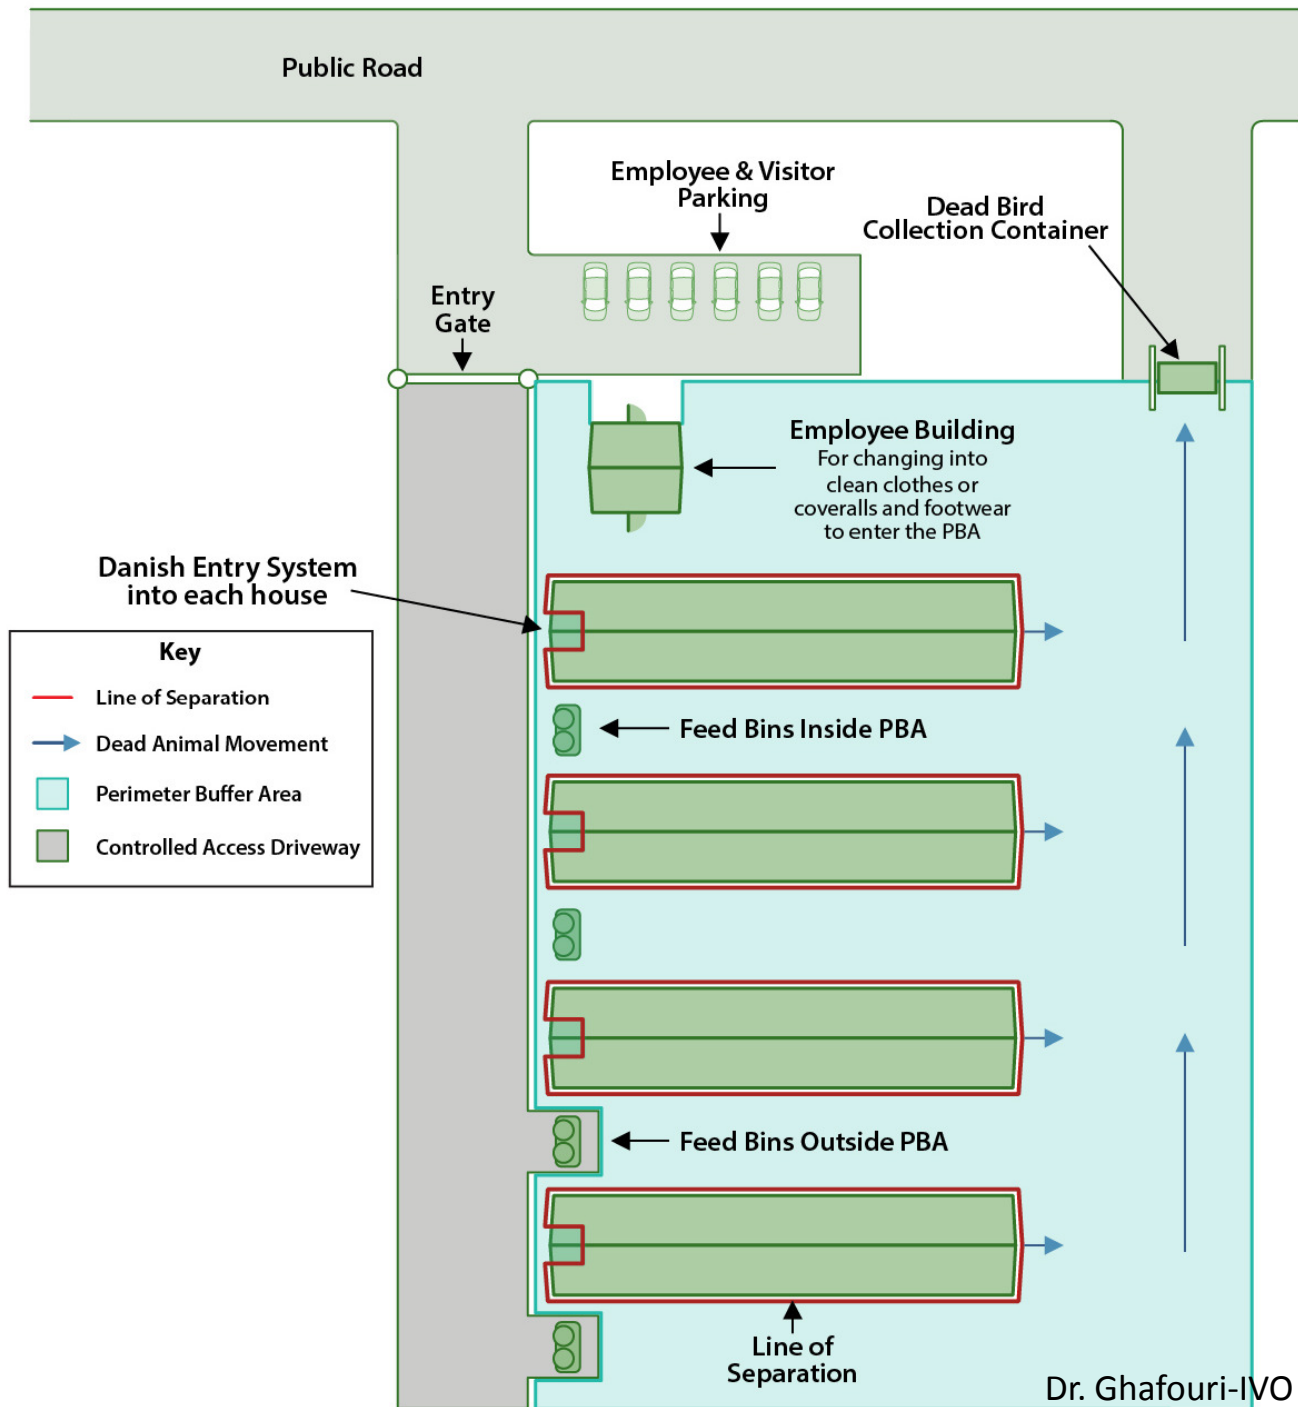 Public Road
Employee & Visitor
Parking
Dead Bird
Collection Container
Entry
Gate
Employee Building
For changing into
clean clothes or
coveralls and footwear
to enter the PBA
Danish Entry System
into each house
Key
Line of Separation
Dead Animal Movement
Perimeter Buffer Area
Controlled Access Driveway
Feed Bins Inside PBA
Feed Bins Outside PBA
Line of
Separation
Dr. Ghafouri-IVO